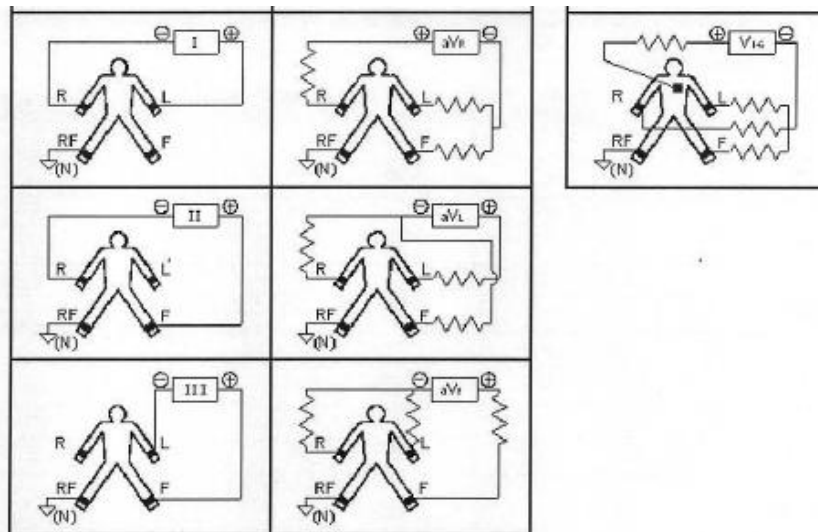 ⊖ I ⊕
R L
RF F
(N)
⊕ aVR ⊖
R L
RF F
(N)
⊕ V1-6 ⊖
R L
RF F
(N)
⊖ II ⊕
R L'
RF F
(N)
⊖ aVL ⊕
R L
RF F
(N)
⊖ III ⊕
R L
RF F
(N)
⊖ aVF ⊕
R L
RF F
(N)